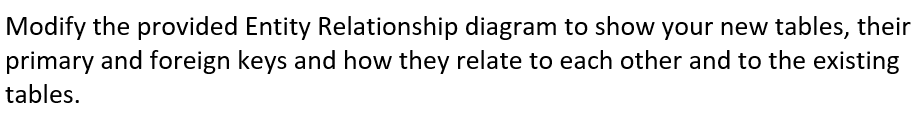 Modify the provided Entity Relationship diagram to show your new tables, their
primary and foreign keys and how they relate to each other and to the existing
tables.